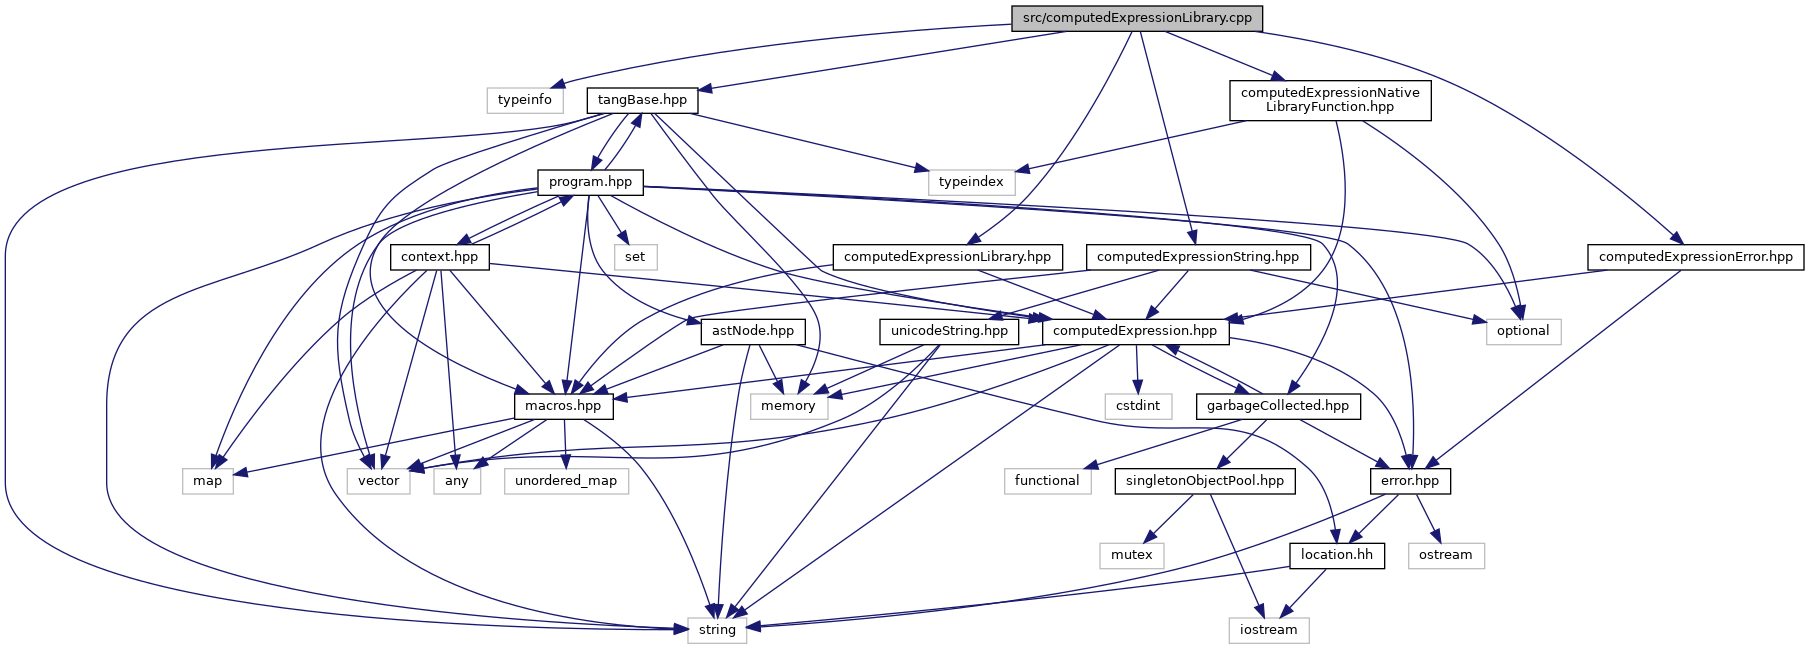 src/computedExpressionLibrary.cpp
typeinfo
tangBase.hpp
computedExpressionNative
LibraryFunction.hpp
program.hpp
typeindex
context.hpp
set
computedExpressionLibrary.hpp
computedExpressionString.hpp
computedExpressionError.hpp
astNode.hpp
unicodeString.hpp
computedExpression.hpp
optional
macros.hpp
memory
cstdint
garbageCollected.hpp
map
vector
any
unordered_map
functional
singletonObjectPool.hpp
error.hpp
mutex
location.hh
ostream
string
iostream